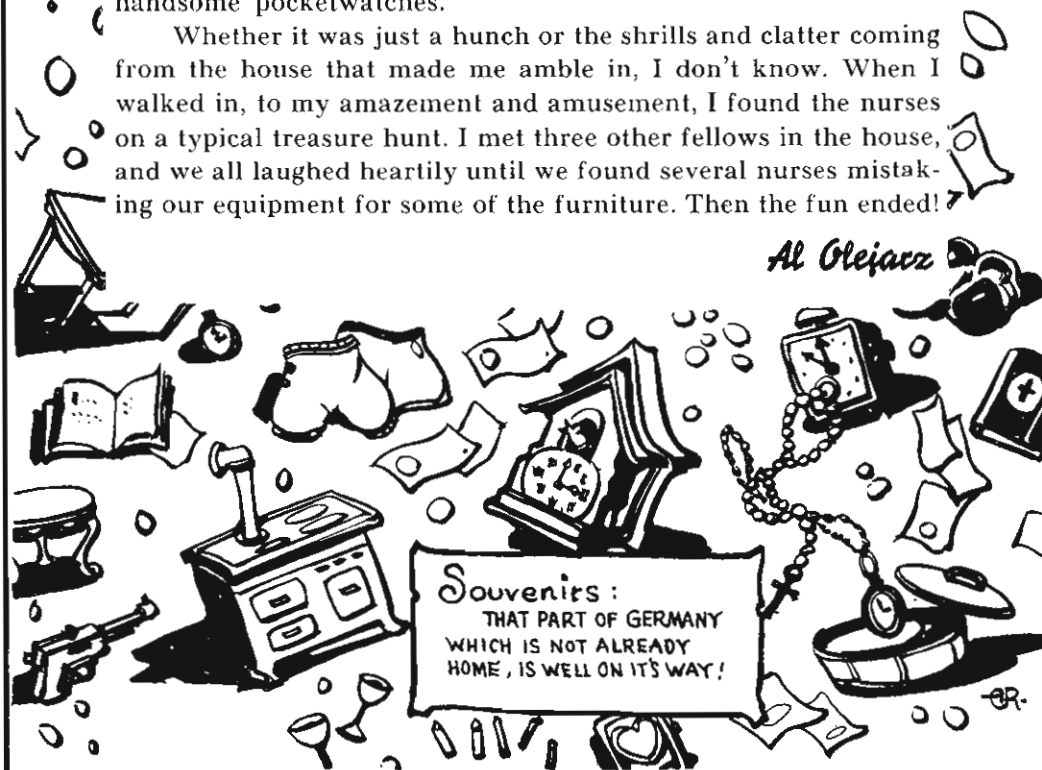 handsome pocketwatches.
Whether it was just a hunch or the shrills and clatter coming
from the house that made me amble in, I don't know. When I
walked in, to my amazement and amusement, I found the nurses
on a typical treasure hunt. I met three other fellows in the house,
and we all laughed heartily until we found several nurses mistak-
ing our equipment for some of the furniture. Then the fun ended!
Al Olejarz
Souvenirs :
THAT PART OF GERMANY
WHICH IS NOT ALREADY
HOME, IS WELL ON IT'S WAY!